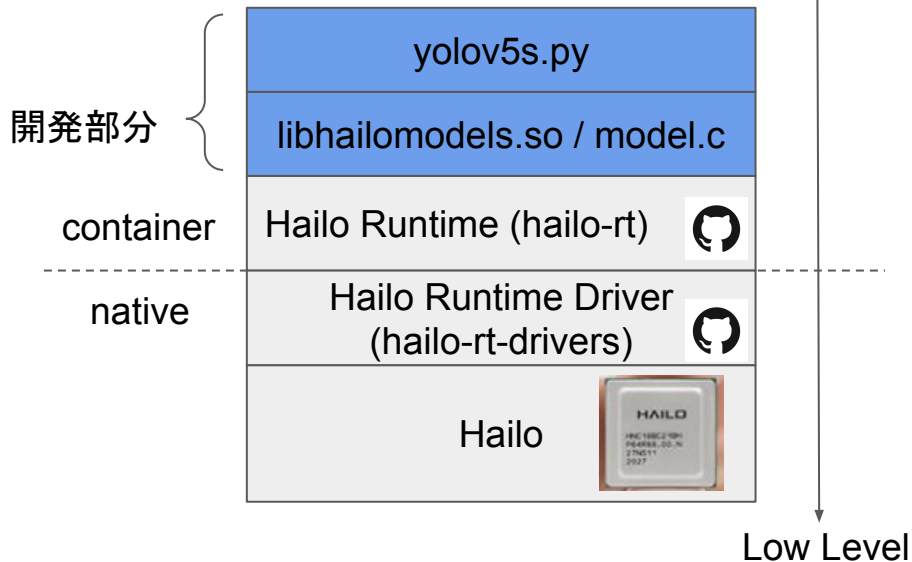 yolov5s.py
開発部分
libhailomodels.so / model.c
container
Hailo Runtime (hailo-rt)
native
Hailo Runtime Driver
(hailo-rt-drivers)
Hailo
HAILO
2027
Low Level